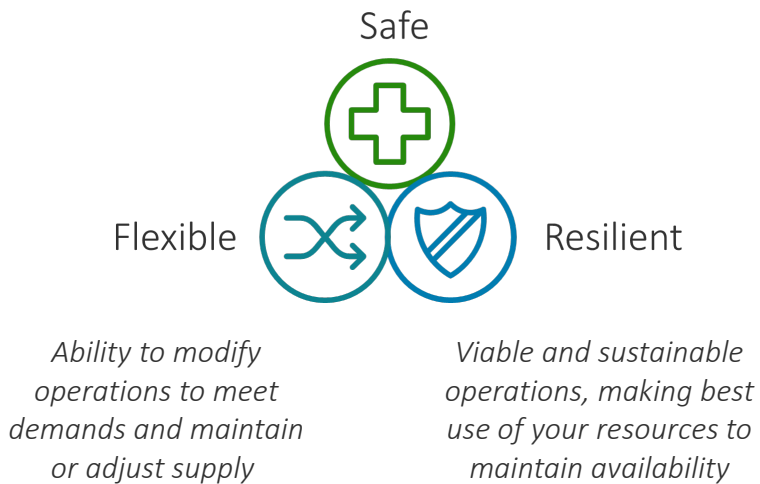 Safe
Flexible
Resilient
Ability to modify
operations to meet
demands and maintain
or adjust supply
Viable and sustainable
operations, making best
use of your resources to
maintain availability